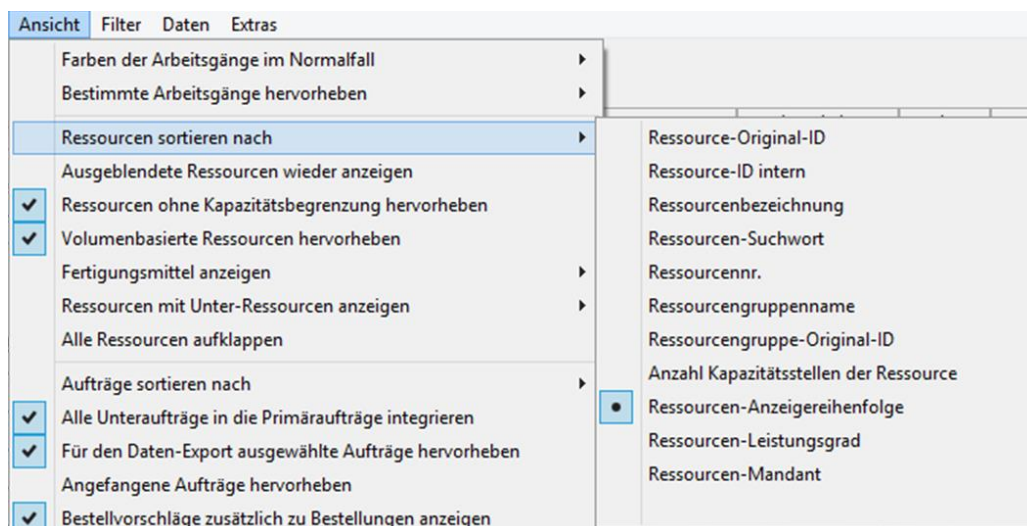 Ansicht Filter Daten Extras
Farben der Arbeitsgänge im Normalfall
Bestimmte Arbeitsgänge hervorheben
Ressourcen sortieren nach
Ausgeblendete Ressourcen wieder anzeigen
Ressourcen ohne Kapazitätsbegrenzung hervorheben
Volumenbasierte Ressourcen hervorheben
Fertigungsmittel anzeigen
Ressourcen mit Unter-Ressourcen anzeigen
Alle Ressourcen aufklappen
Aufträge sortieren nach
Alle Unteraufträge in die Primäraufträge integrieren
Für den Daten-Export ausgewählte Aufträge hervorheben
Angefangene Aufträge hervorheben
Bestellvorschläge zusätzlich zu Bestellungen anzeigen
Ressource-Original-ID
Ressource-ID intern
Ressourcenbezeichnung
Ressourcen-Suchwort
Ressourcennr.
Ressourcengruppenname
Ressourcengruppe-Original-ID
Anzahl Kapazitätsstellen der Ressource
Ressourcen-Anzeigereihenfolge
Ressourcen-Leistungsgrad
Ressourcen-Mandant